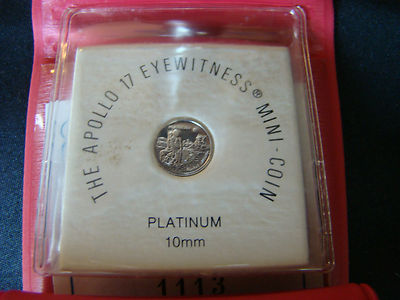 THE APOLLO 17 EYEWITNESS® MINI-COIN
PLATINUM
10mm
1113